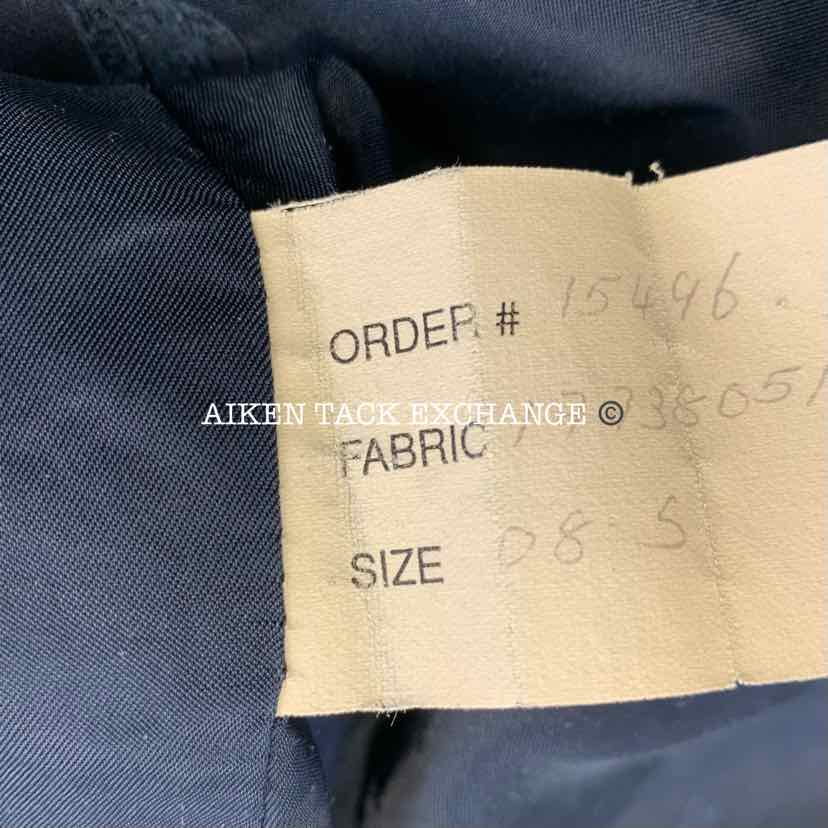 ORDER # 15496.
AIKEN TACK EXCHANGE ©
FABRIC
SIZE 08 S